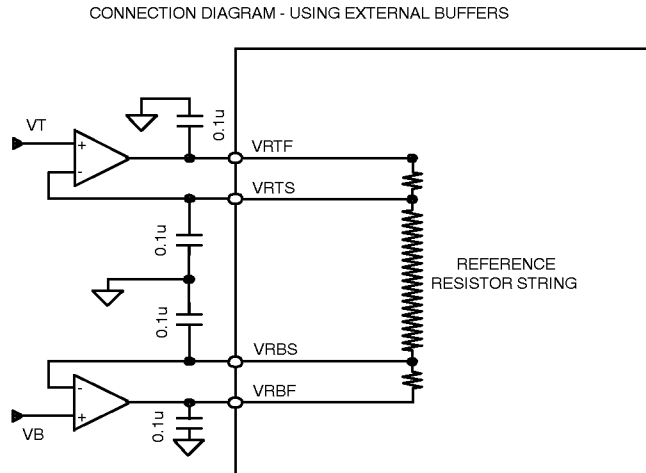 CONNECTION DIAGRAM - USING EXTERNAL BUFFERS
VT
+
-
0.1u
VRTF
VRTS
0.1u
REFERENCE
RESISTOR STRING
0.1u
VRBS
-
+
VB
0.1u
VRBF